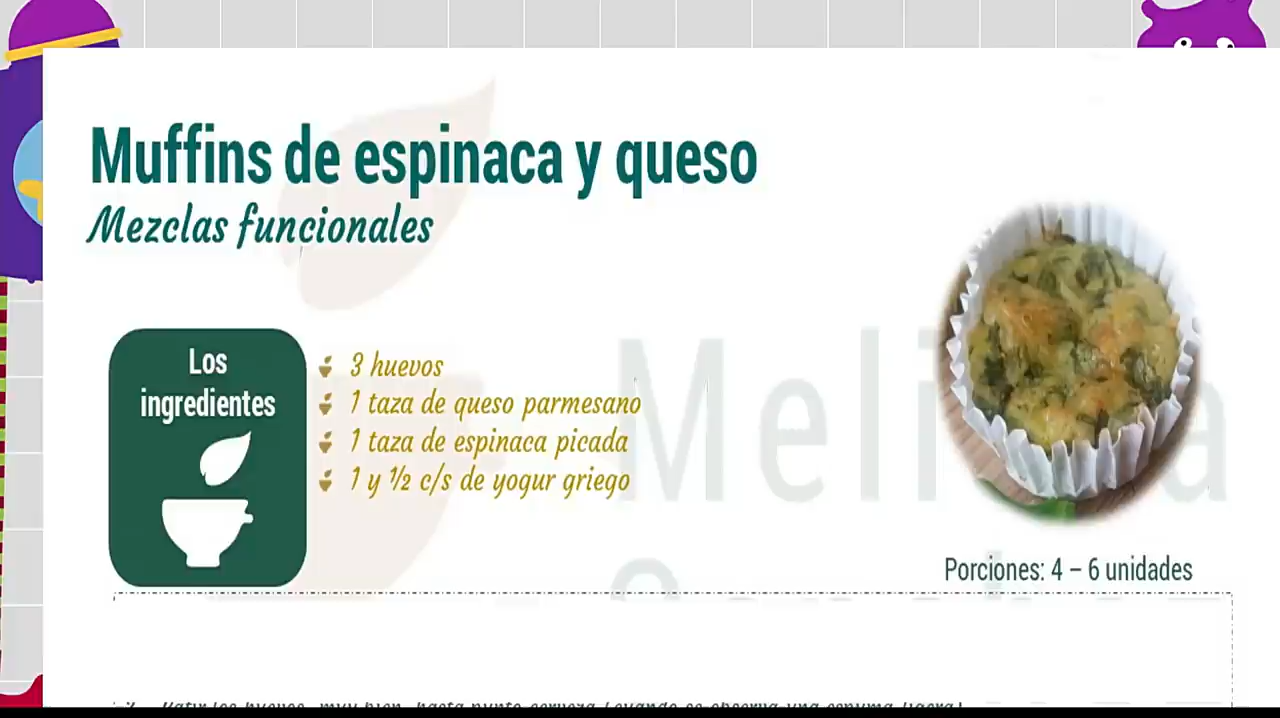 Muffins de espinaca y queso
Mezclas funcionales
Los
ingredientes
3 huevos
1 taza de queso parmesano
1 taza de espinaca picada
1 y ½ c/s de yogur griego
Porciones: 4 – 6 unidades